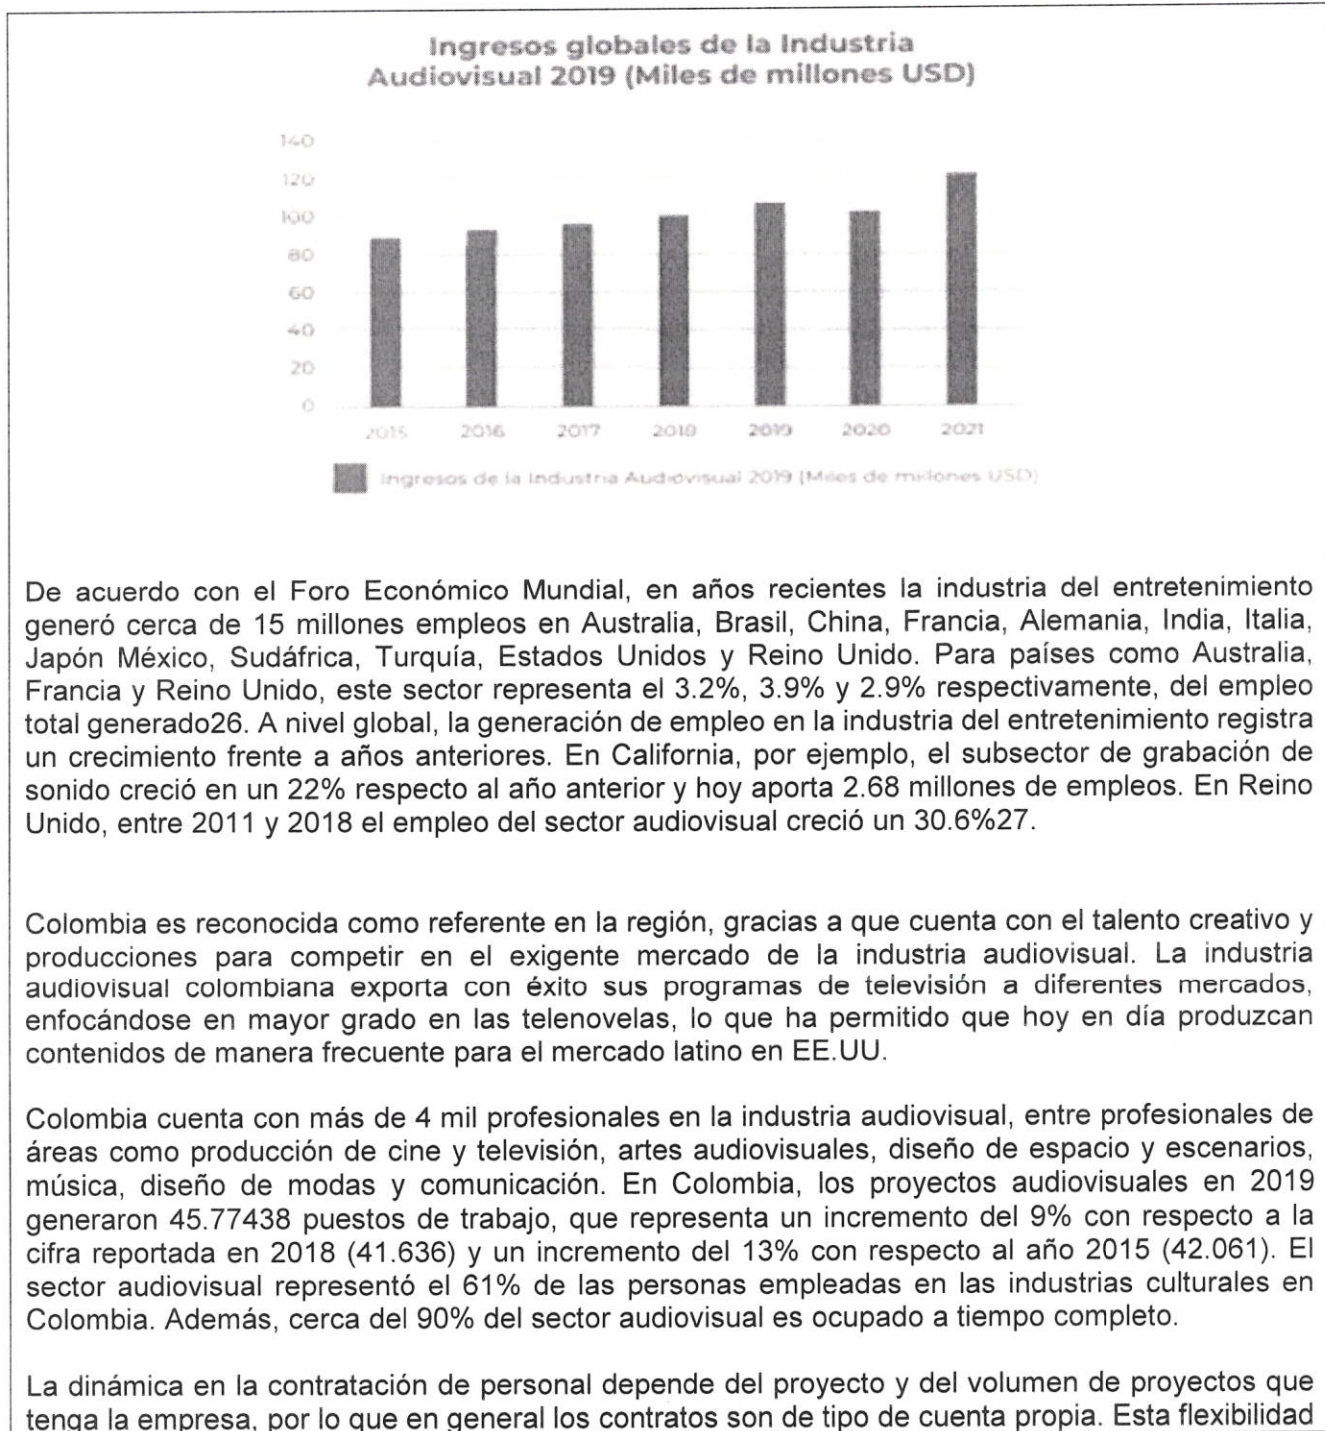 Ingresos globales de la Industria
Audiovisual 2019 (Miles de millones USD)
140
120
100
80
60
40
20
0
2015 2016 2017 2018 2019 2020 2021
Ingresos de la Industria Audiovisual 2019 (Miles de millones USD)
De acuerdo con el Foro Económico Mundial, en años recientes la industria del entretenimiento
generó cerca de 15 millones empleos en Australia, Brasil, China, Francia, Alemania, India, Italia,
Japón México, Sudáfrica, Turquía, Estados Unidos y Reino Unido. Para países como Australia,
Francia y Reino Unido, este sector representa el 3.2%, 3.9% y 2.9% respectivamente, del empleo
total generado26. A nivel global, la generación de empleo en la industria del entretenimiento registra
un crecimiento frente a años anteriores. En California, por ejemplo, el subsector de grabación de
sonido creció en un 22% respecto al año anterior y hoy aporta 2.68 millones de empleos. En Reino
Unido, entre 2011 y 2018 el empleo del sector audiovisual creció un 30.6%27.
Colombia es reconocida como referente en la región, gracias a que cuenta con el talento creativo y
producciones para competir en el exigente mercado de la industria audiovisual. La industria
audiovisual colombiana exporta con éxito sus programas de televisión a diferentes mercados,
enfocándose en mayor grado en las telenovelas, lo que ha permitido que hoy en día produzcan
contenidos de manera frecuente para el mercado latino en EE.UU.
Colombia cuenta con más de 4 mil profesionales en la industria audiovisual, entre profesionales de
áreas como producción de cine y televisión, artes audiovisuales, diseño de espacio y escenarios,
música, diseño de modas y comunicación. En Colombia, los proyectos audiovisuales en 2019
generaron 45.77438 puestos de trabajo, que representa un incremento del 9% con respecto a la
cifra reportada en 2018 (41.636) y un incremento del 13% con respecto al año 2015 (42.061). El
sector audiovisual representó el 61% de las personas empleadas en las industrias culturales en
Colombia. Además, cerca del 90% del sector audiovisual es ocupado a tiempo completo.
La dinámica en la contratación de personal depende del proyecto y del volumen de proyectos que
tenga la empresa, por lo que en general los contratos son de tipo de cuenta propia. Esta flexibilidad